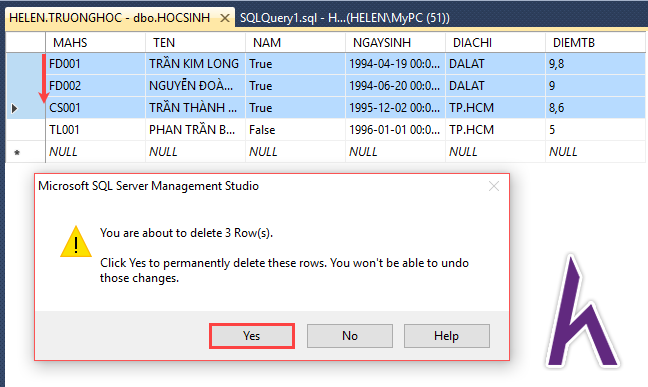 HELEN.TRUONGHOC - dbo.HOCSINH SQLQuery1.sql - H...(HELEN\MyPC (51))
MAHS TEN NAM NGAYSINH DIACHI DIEMTB
FD001 TRẦN KIM LONG True 1994-04-19 00:0... DALAT 9,8
FD002 NGUYỄN ĐOÀ... True 1994-06-20 00:0... DALAT 9
CS001 TRẦN THÀNH ... True 1995-12-02 00:0... TP.HCM 8,6
TL001 PHAN TRẦN B... False 1996-01-01 00:0... TP.HCM 5
NULL NULL NULL NULL NULL NULL
Microsoft SQL Server Management Studio
You are about to delete 3 Row(s).
Click Yes to permanently delete these rows. You won't be able to undo
those changes.
Yes No Help